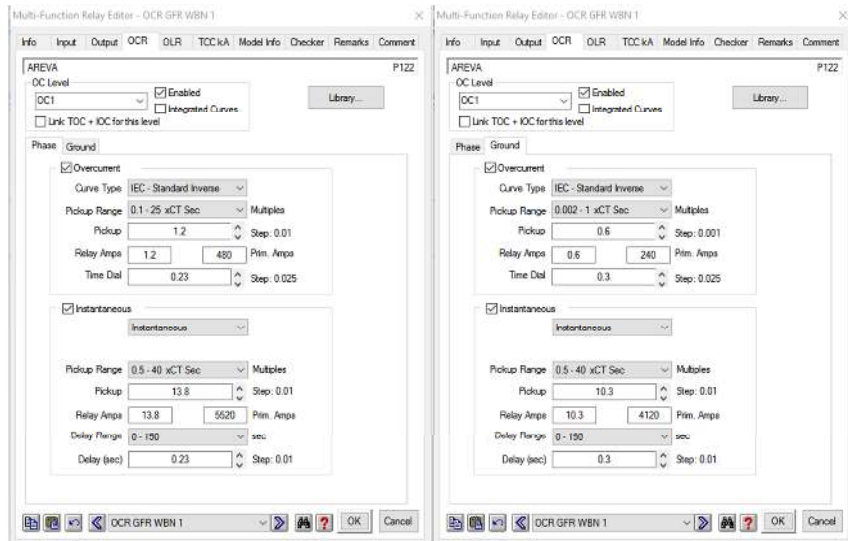 Multi-Function Relay Editor - OCR GFR WBN 1
Info Input Output OCR OLR TCC kA Model Info Checker Remarks Comment
AREVA P122
OC Level
OC1
Enabled
Integrated Curves
Library...
Link TOC + IOC for this level
Phase Ground
Overcurrent
Curve Type IEC - Standard Inverse
Pickup Range 0.1 - 25 xCT Sec Multiples
Pickup 1.2 Step: 0.01
Relay Amps 1.2 480 Prim. Amps
Time Dial 0.23 Step: 0.025
Instantaneous
Instantaneous
Pickup Range 0.5 - 40 xCT Sec Multiples
Pickup 13.8 Step: 0.01
Relay Amps 13.8 5520 Prim. Amps
Delay Range 0 - 150 sec
Delay (sec) 0.23 Step: 0.01
OCR GFR WBN 1 OK Cancel
Multi-Function Relay Editor - OCR GFR WBN 1
Info Input Output OCR OLR TCC kA Model Info Checker Remarks Comment
AREVA P122
OC Level
OC1
Enabled
Integrated Curves
Library...
Link TOC + IOC for this level
Phase Ground
Overcurrent
Curve Type IEC - Standard Inverse
Pickup Range 0.002 - 1 xCT Sec Multiples
Pickup 0.6 Step: 0.001
Relay Amps 0.6 240 Prim. Amps
Time Dial 0.3 Step: 0.025
Instantaneous
Instantaneous
Pickup Range 0.5 - 40 xCT Sec Multiples
Pickup 10.3 Step: 0.01
Relay Amps 10.3 4120 Prim. Amps
Delay Range 0 - 150 sec
Delay (sec) 0.3 Step: 0.01
OCR GFR WBN 1 OK Cancel